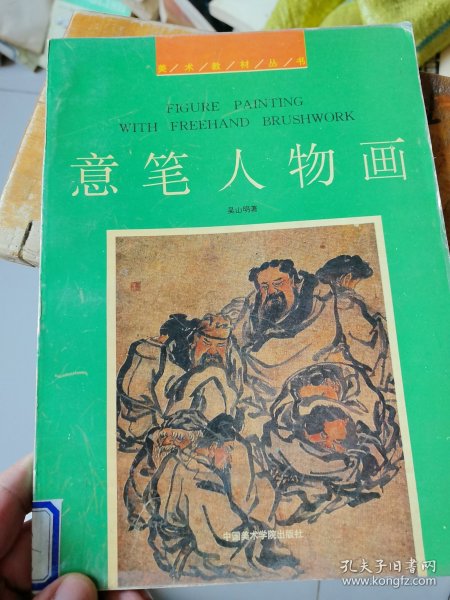 美/术/教/材/丛/书
FIGURE PAINTING
WITH FREEHAND BRUSHWORK
意笔人物画
吴山明著
中国美术学院出版社
孔夫子旧书网
www.kongfz.com